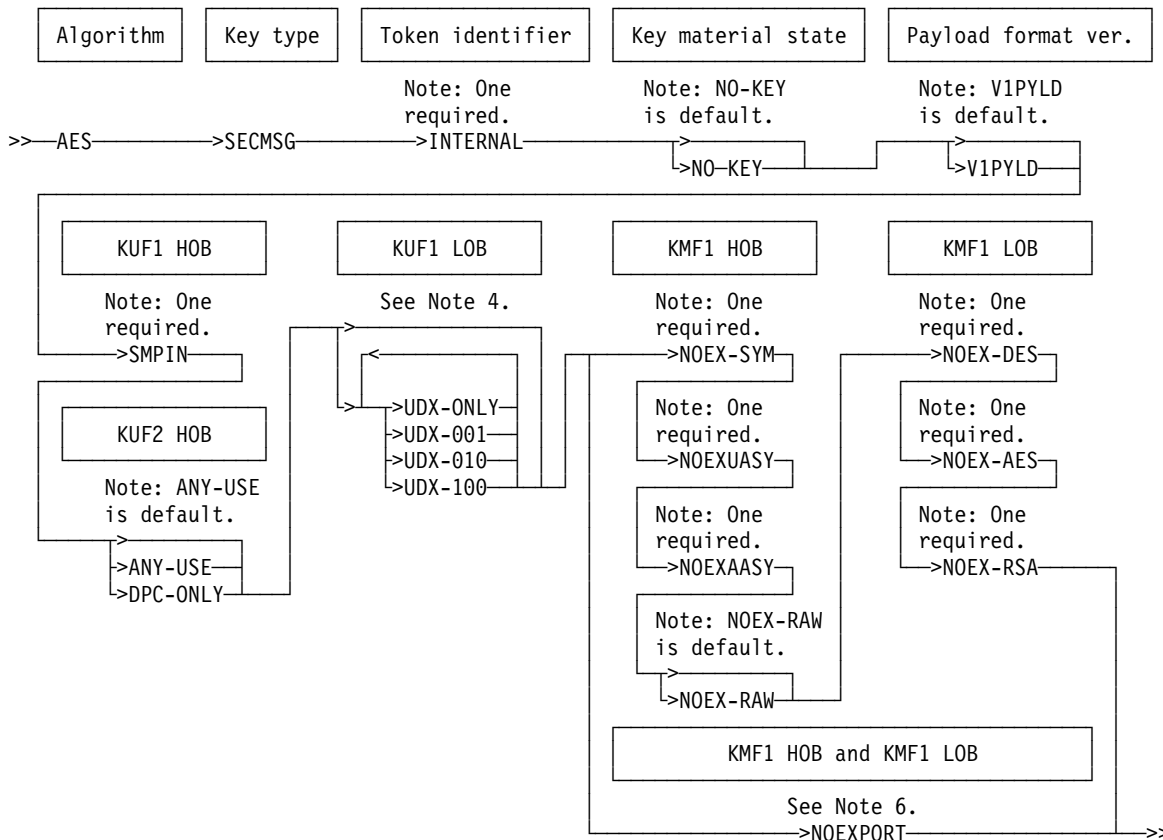 Algorithm Key type Token identifier Key material state Payload format ver.
Note: One Note: NO-KEY Note: V1PYLD
required. is default. is default.
>>—AES >SECMSG >INTERNAL >
>NO-KEY
>
>V1PYLD
KUF1 HOB KUF1 LOB KMF1 HOB KMF1 LOB
Note: One See Note 4. Note: One Note: One
required. > required. required.
>SMPIN < >NOEX-SYM >NOEX-DES
KUF2 HOB > >UDX-ONLY Note: One Note: One
>UDX-001 required. required.
>UDX-010 >NOEXUASY >NOEX-AES
Note: ANY-USE >UDX-100
is default. Note: One Note: One
> required. required.
>ANY-USE >NOEXAASY >NOEX-RSA
>DPC-ONLY
Note: NOEX-RAW
is default.
>
>NOEX-RAW
KMF1 HOB and KMF1 LOB
See Note 6.
>NOEXPORT >>